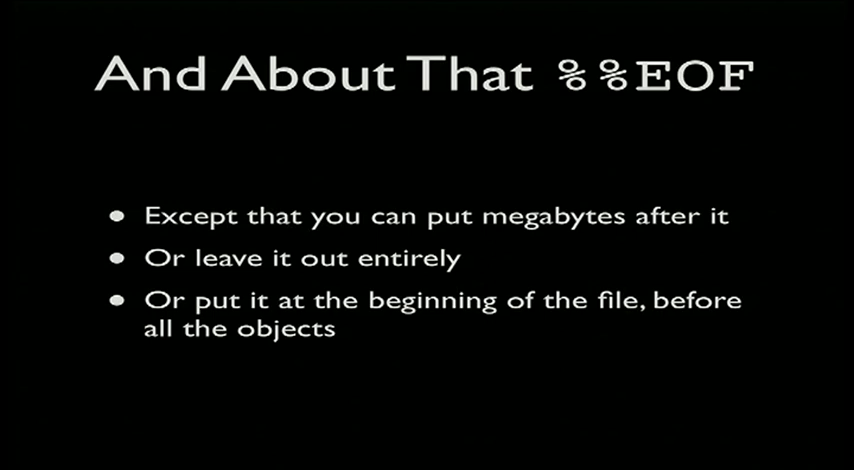 And About That %%EOF
• Except that you can put megabytes after it
• Or leave it out entirely
• Or put it at the beginning of the file, before
all the objects